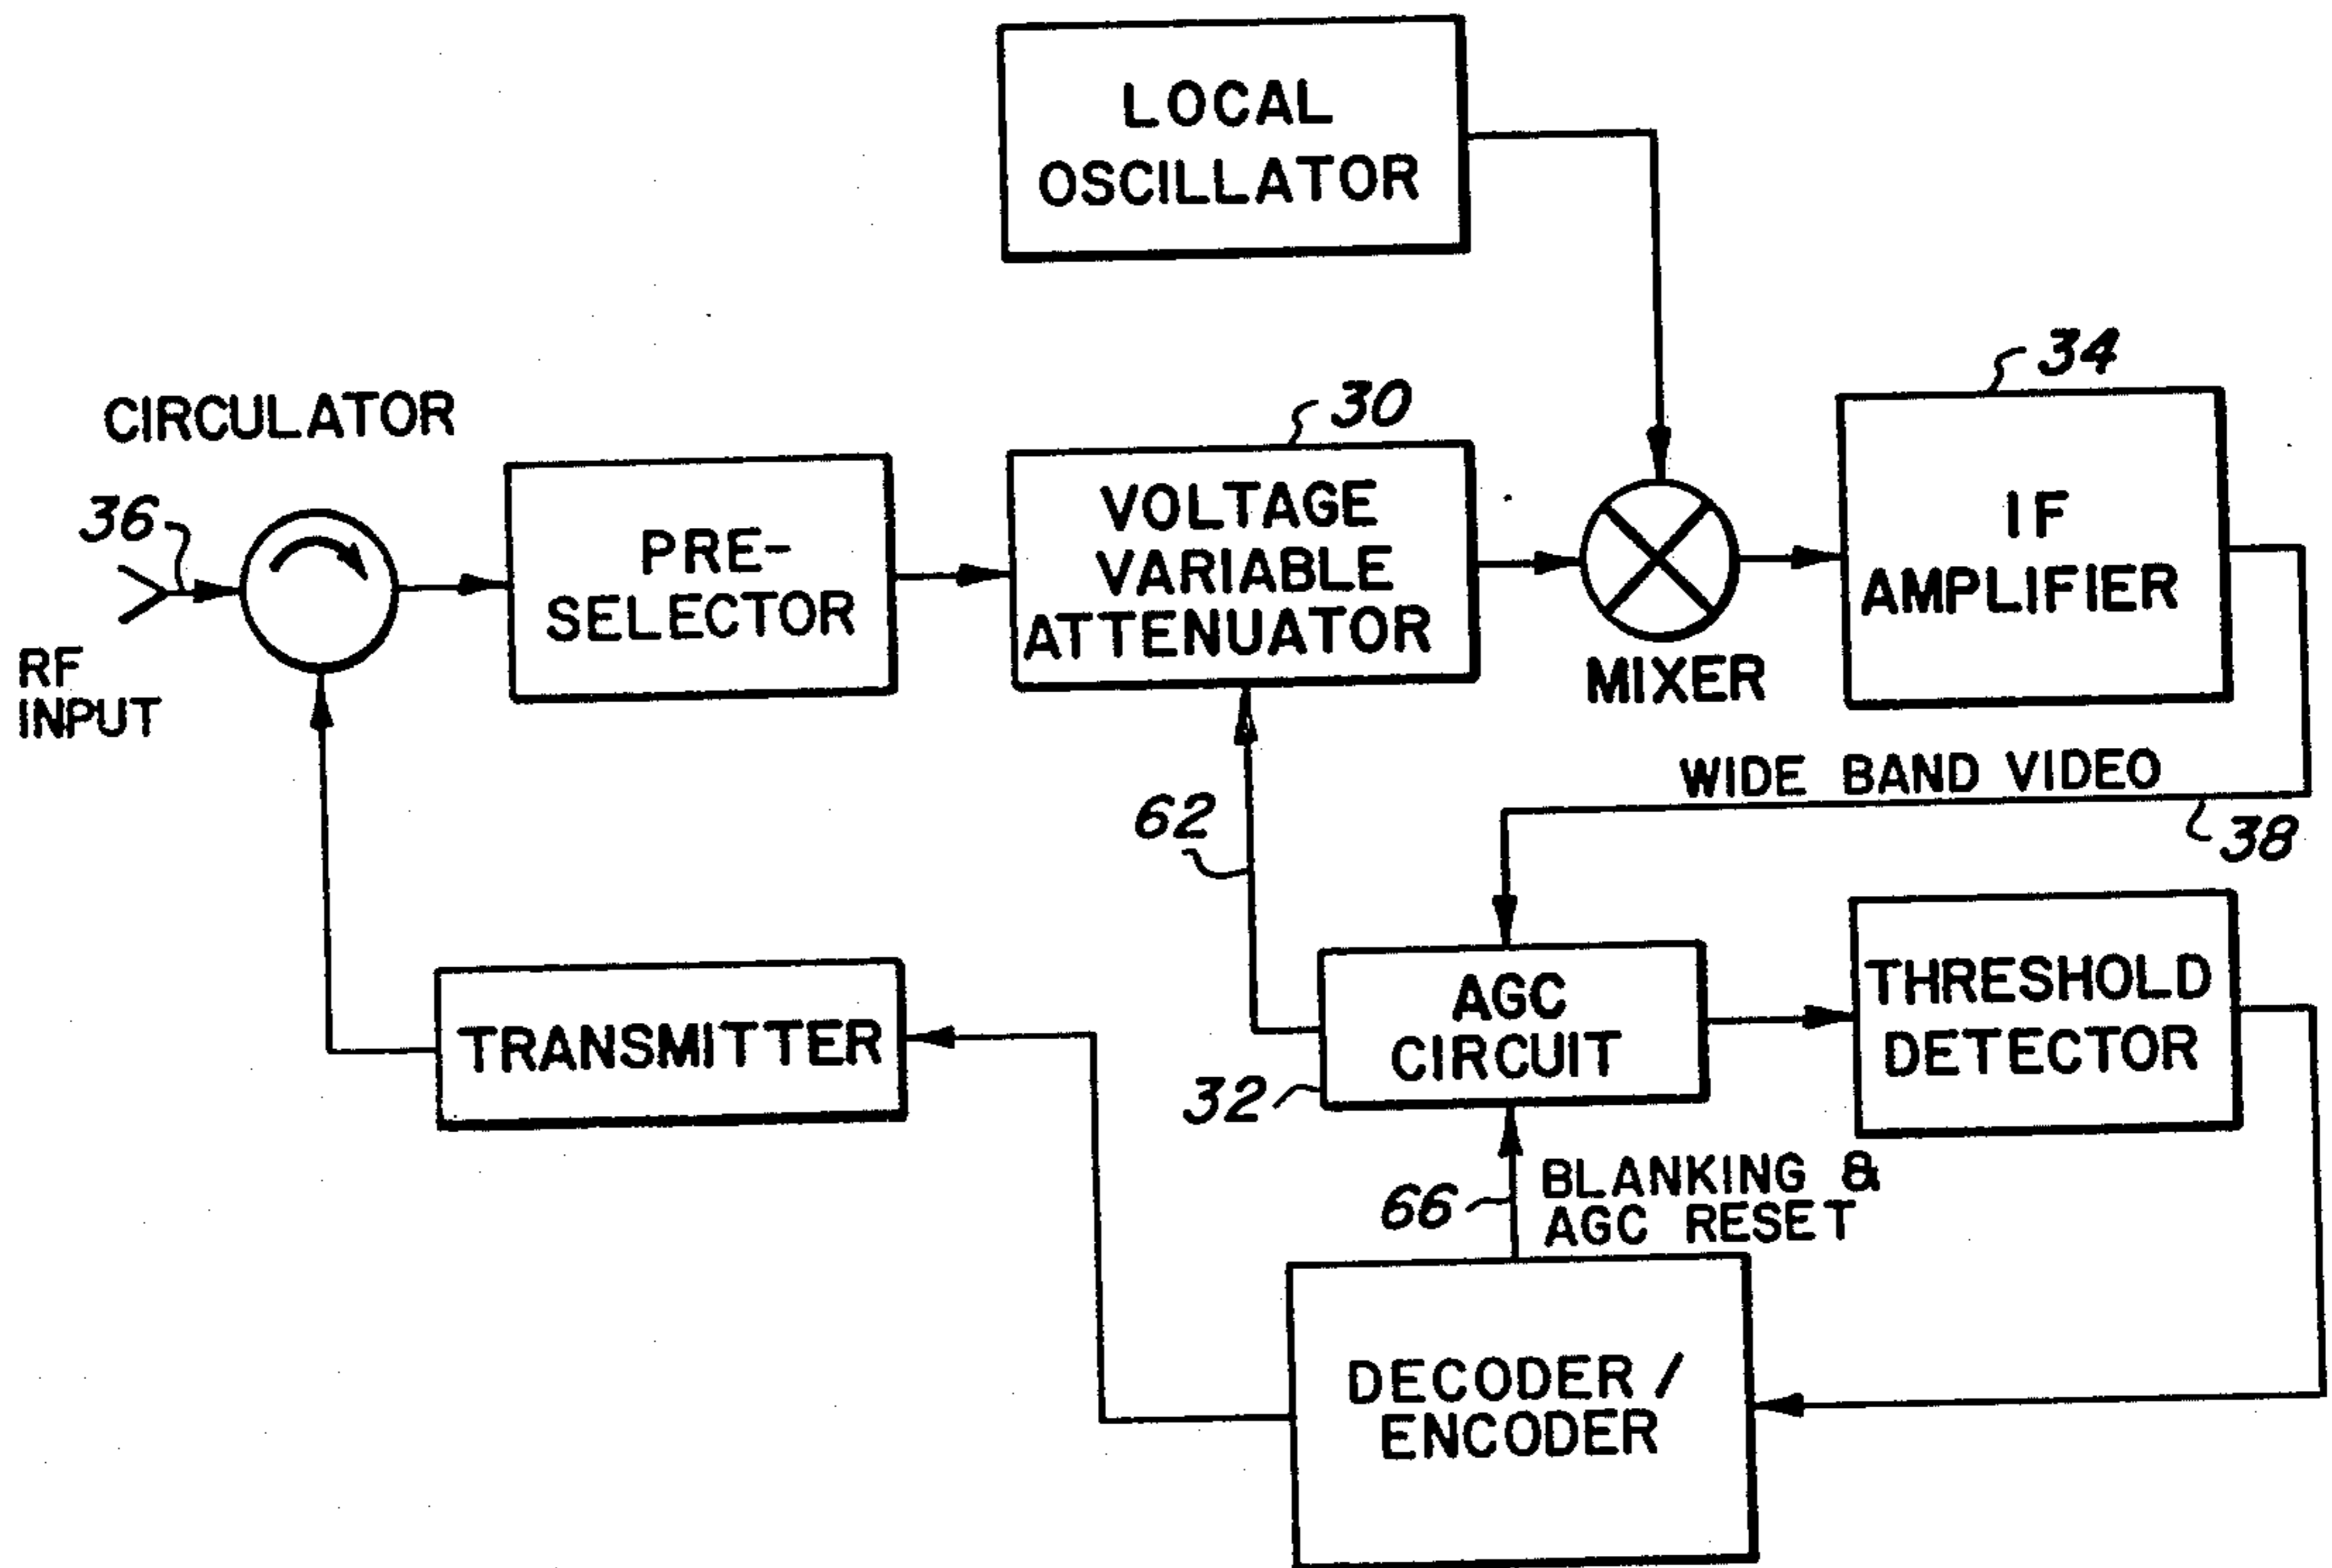 LOCAL
OSCILLATOR
34
30
CIRCULATOR
36
PRE-
SELECTOR
VOLTAGE
VARIABLE
ATTENUATOR
IF
AMPLIFIER
MIXER
RF
INPUT
WIDE BAND VIDEO
38
62
AGC
CIRCUIT
THRESHOLD
DETECTOR
TRANSMITTER
32
66
BLANKING &
AGC RESET
DECODER /
ENCODER